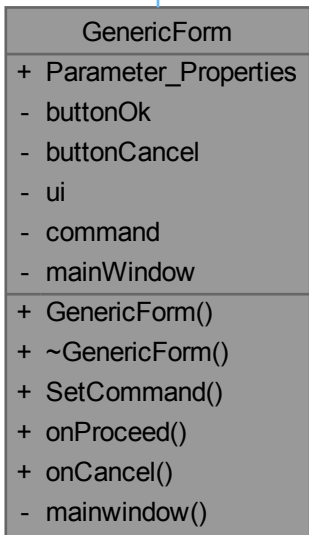 GenericForm
+ Parameter_Properties
- buttonOk
- buttonCancel
- ui
- command
- mainWindow
+ GenericForm()
+ ~GenericForm()
+ SetCommand()
+ onProceed()
+ onCancel()
- mainwindow()